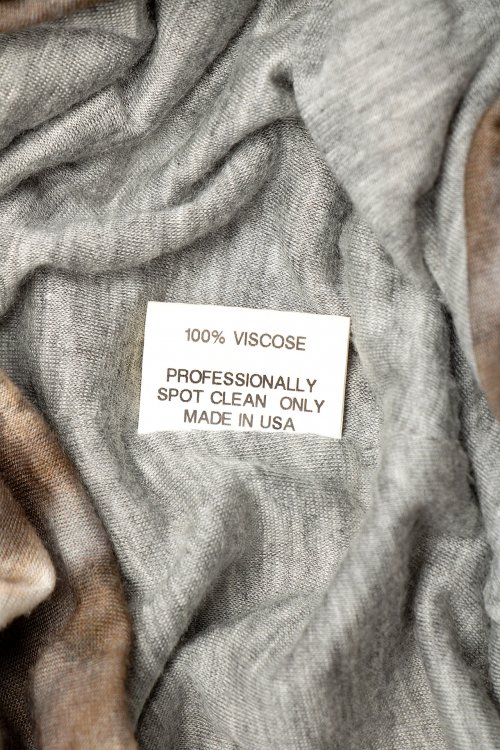 100% VISCOSE
PROFESSIONALLY
SPOT CLEAN ONLY
MADE IN USA